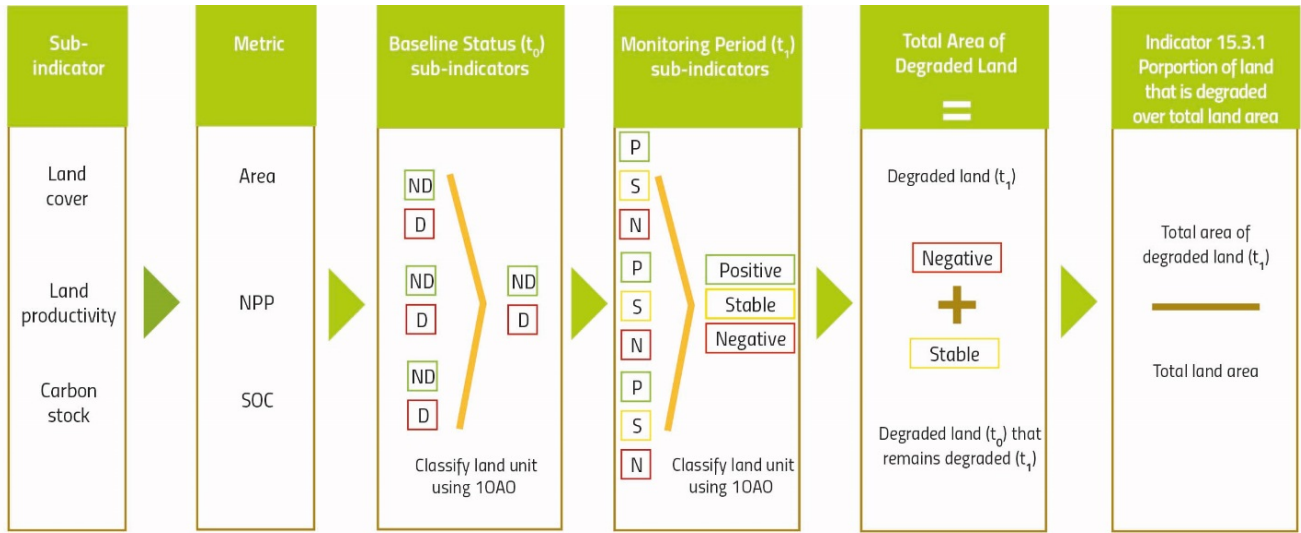 Sub-
indicator
Metric
Baseline Status (t0)
sub-indicators
Monitoring Period (t1)
sub-indicators
Total Area of
Degraded Land
=
Indicator 15.3.1
Porportion of land
that is degraded
over total land area
Land
cover
Land
productivity
Carbon
stock
Area
NPP
SOC
ND
D
ND
D
ND
D
ND
D
Classify land unit
using 1OAO
P
S
N
P
S
N
P
S
N
Positive
Stable
Negative
Classify land unit
using 1OAO
Degraded land (t1)
Negative
+
Stable
Degraded land (t0) that
remains degraded (t1)
Total area of
degraded land (t1)
Total land area